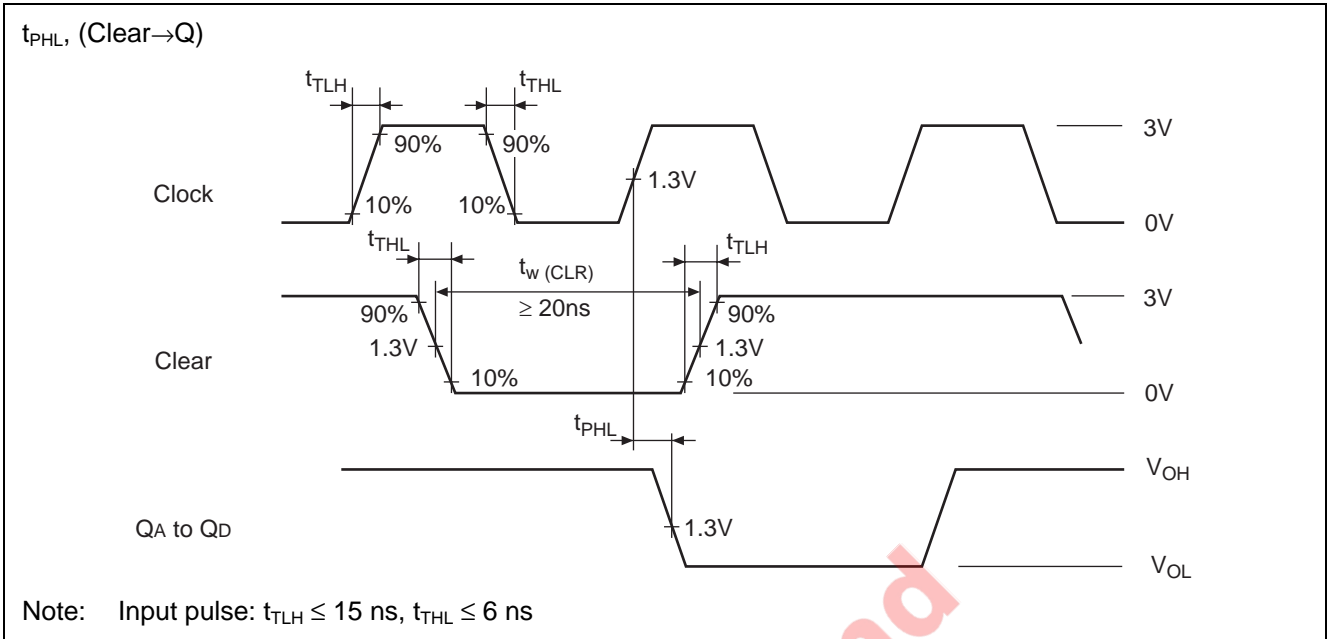 tPHL, (Clear→Q)
tTLH
tTHL
90%
90%
3V
1.3V
Clock
10%
10%
0V
tTHL
tw (CLR)
tTLH
≥ 20ns
3V
90%
90%
1.3V
1.3V
Clear
10%
10%
0V
tPHL
VOH
QA to QD
1.3V
VOL
Note: Input pulse: tTLH ≤ 15 ns, tTHL ≤ 6 ns